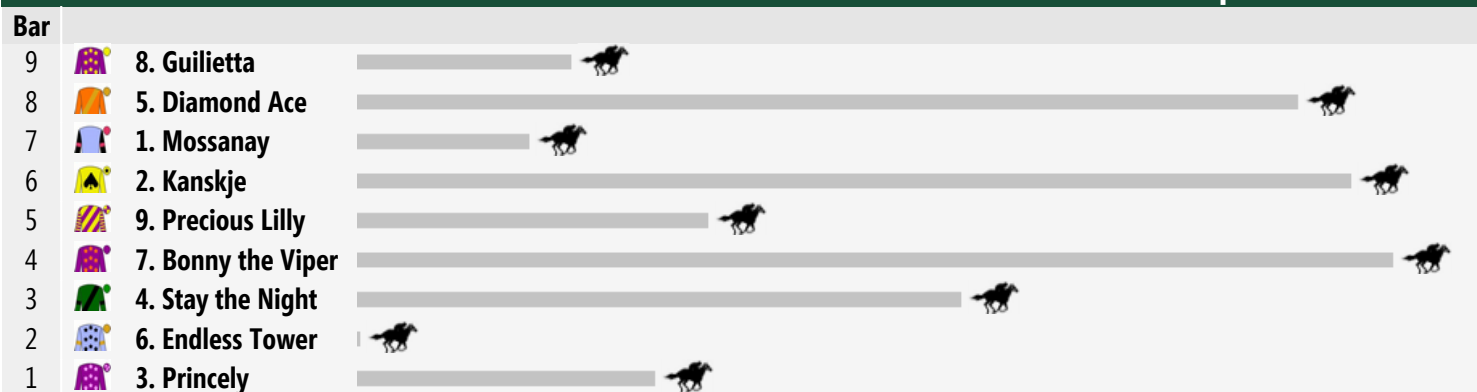 Bar
9 8. Guilietta
8 5. Diamond Ace
7 1. Mossanay
6 2. Kanskje
5 9. Precious Lilly
4 7. Bonny the Viper
3 4. Stay the Night
2 6. Endless Tower
1 3. Princely